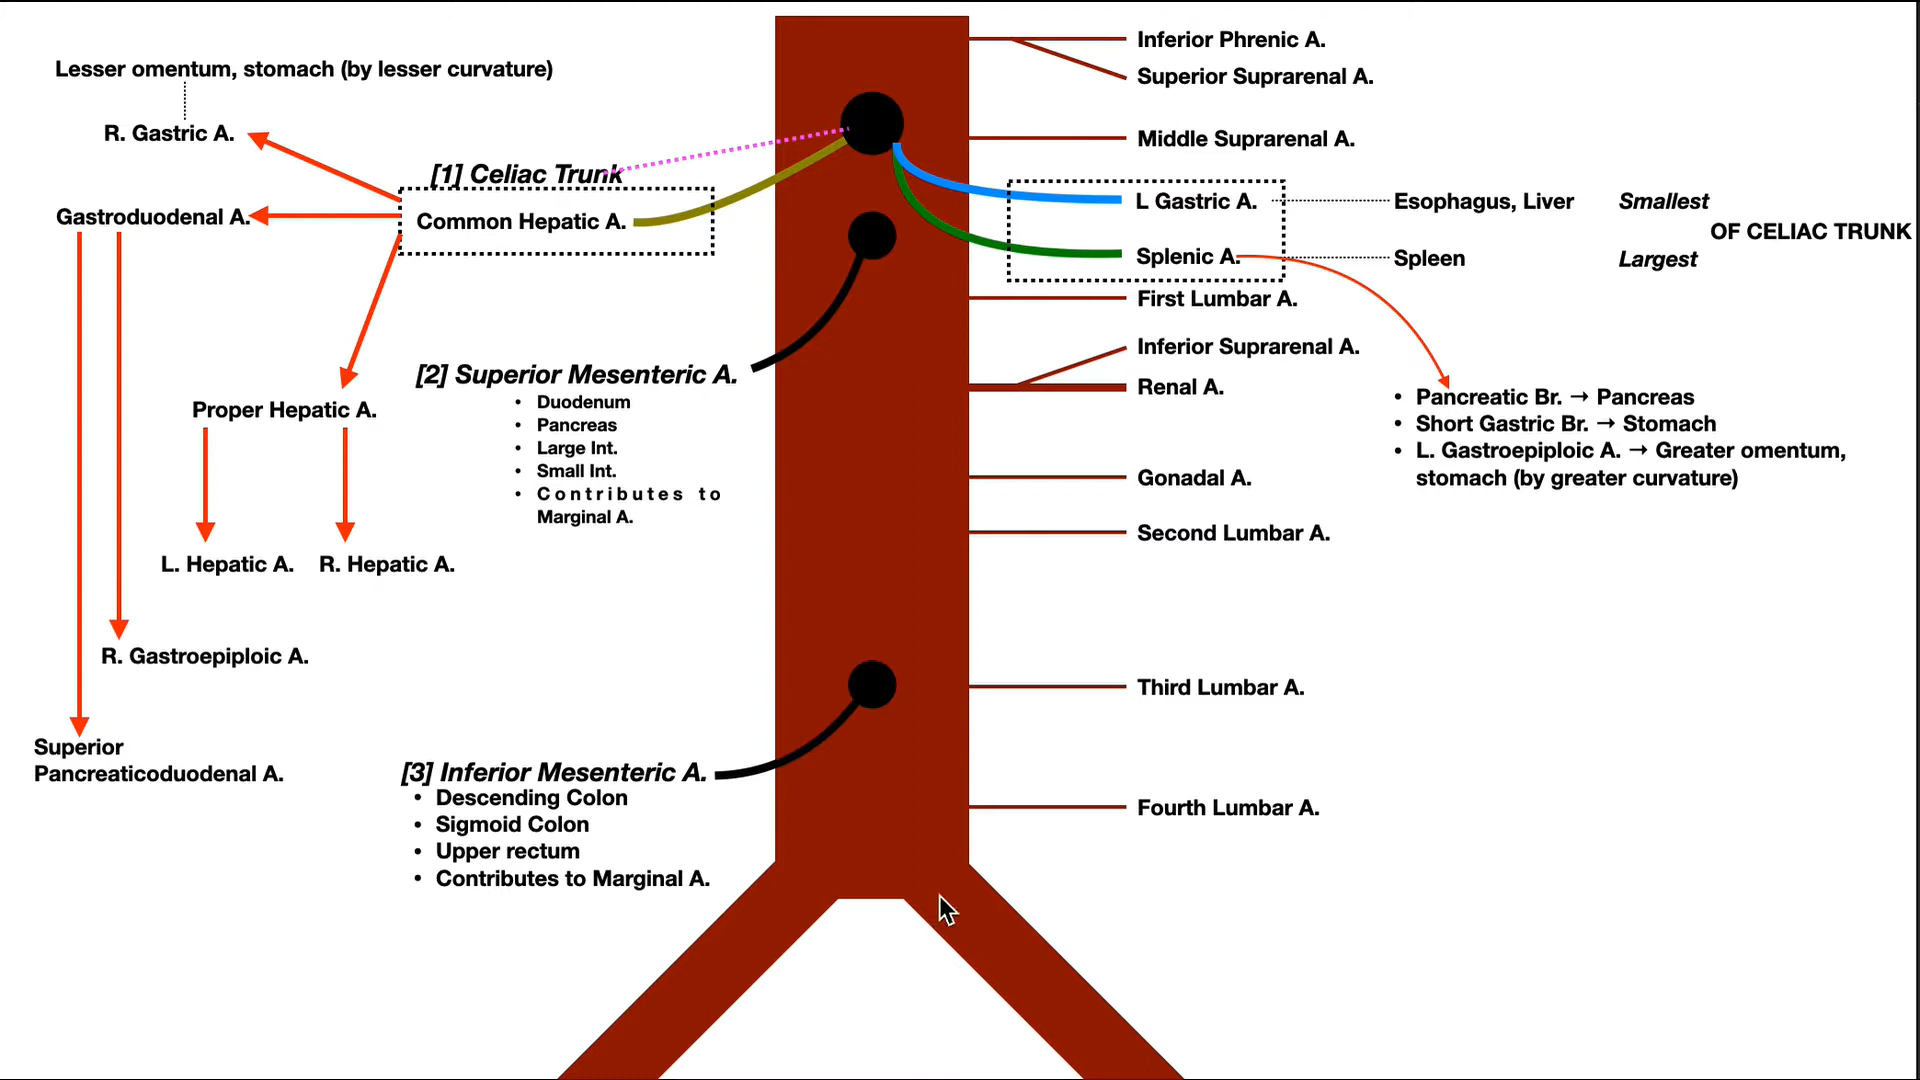 Lesser omentum, stomach (by lesser curvature)
R. Gastric A.
Gastroduodenal A.
[1] Celiac Trunk
Common Hepatic A.
Proper Hepatic A.
L. Hepatic A.
R. Hepatic A.
R. Gastroepiploic A.
Superior
Pancreaticoduodenal A.
[2] Superior Mesenteric A.
• Duodenum
• Pancreas
• Large Int.
• Small Int.
• Contributes to
Marginal A.
[3] Inferior Mesenteric A.
• Descending Colon
• Sigmoid Colon
• Upper rectum
• Contributes to Marginal A.
Inferior Phrenic A.
Superior Suprarenal A.
Middle Suprarenal A.
L Gastric A.
Esophagus, Liver
Smallest
OF CELIAC TRUNK
Splenic A.
Spleen
Largest
First Lumbar A.
Inferior Suprarenal A.
Renal A.
• Pancreatic Br. → Pancreas
• Short Gastric Br. → Stomach
• L. Gastroepiploic A. → Greater omentum,
stomach (by greater curvature)
Gonadal A.
Second Lumbar A.
Third Lumbar A.
Fourth Lumbar A.